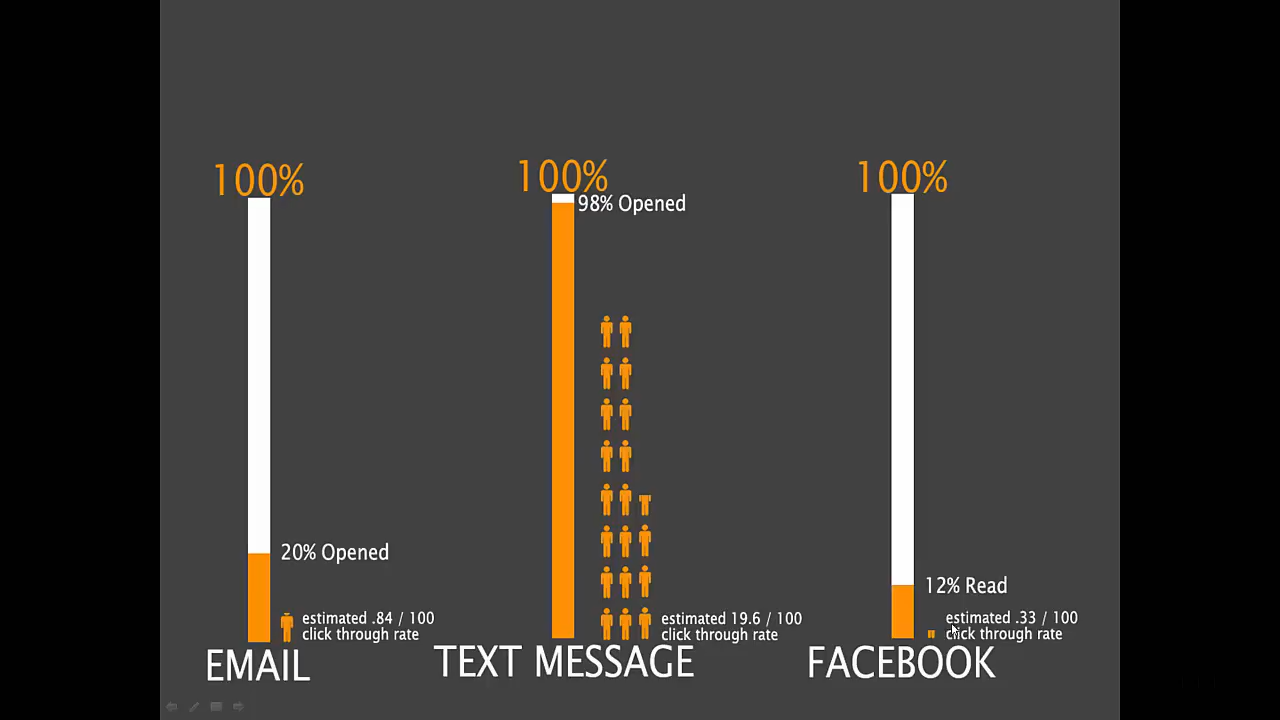 100%
20% Opened
estimated .84 / 100
click through rate
EMAIL
100%
98% Opened
estimated 19.6 / 100
click through rate
TEXT MESSAGE
100%
12% Read
estimated .33 / 100
click through rate
FACEBOOK